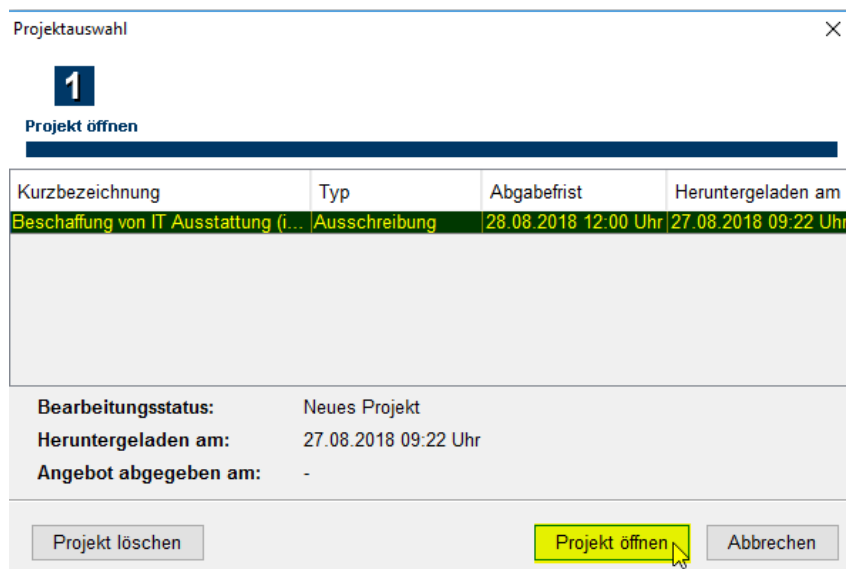 Projektauswahl
1
Projekt öffnen
Kurzbezeichnung Typ Abgabefrist Heruntergeladen am
Beschaffung von IT Ausstattung (i... Ausschreibung 28.08.2018 12:00 Uhr 27.08.2018 09:22 Uhr
Bearbeitungsstatus: Neues Projekt
Heruntergeladen am: 27.08.2018 09:22 Uhr
Angebot abgegeben am: -
Projekt löschen Projekt öffnen Abbrechen